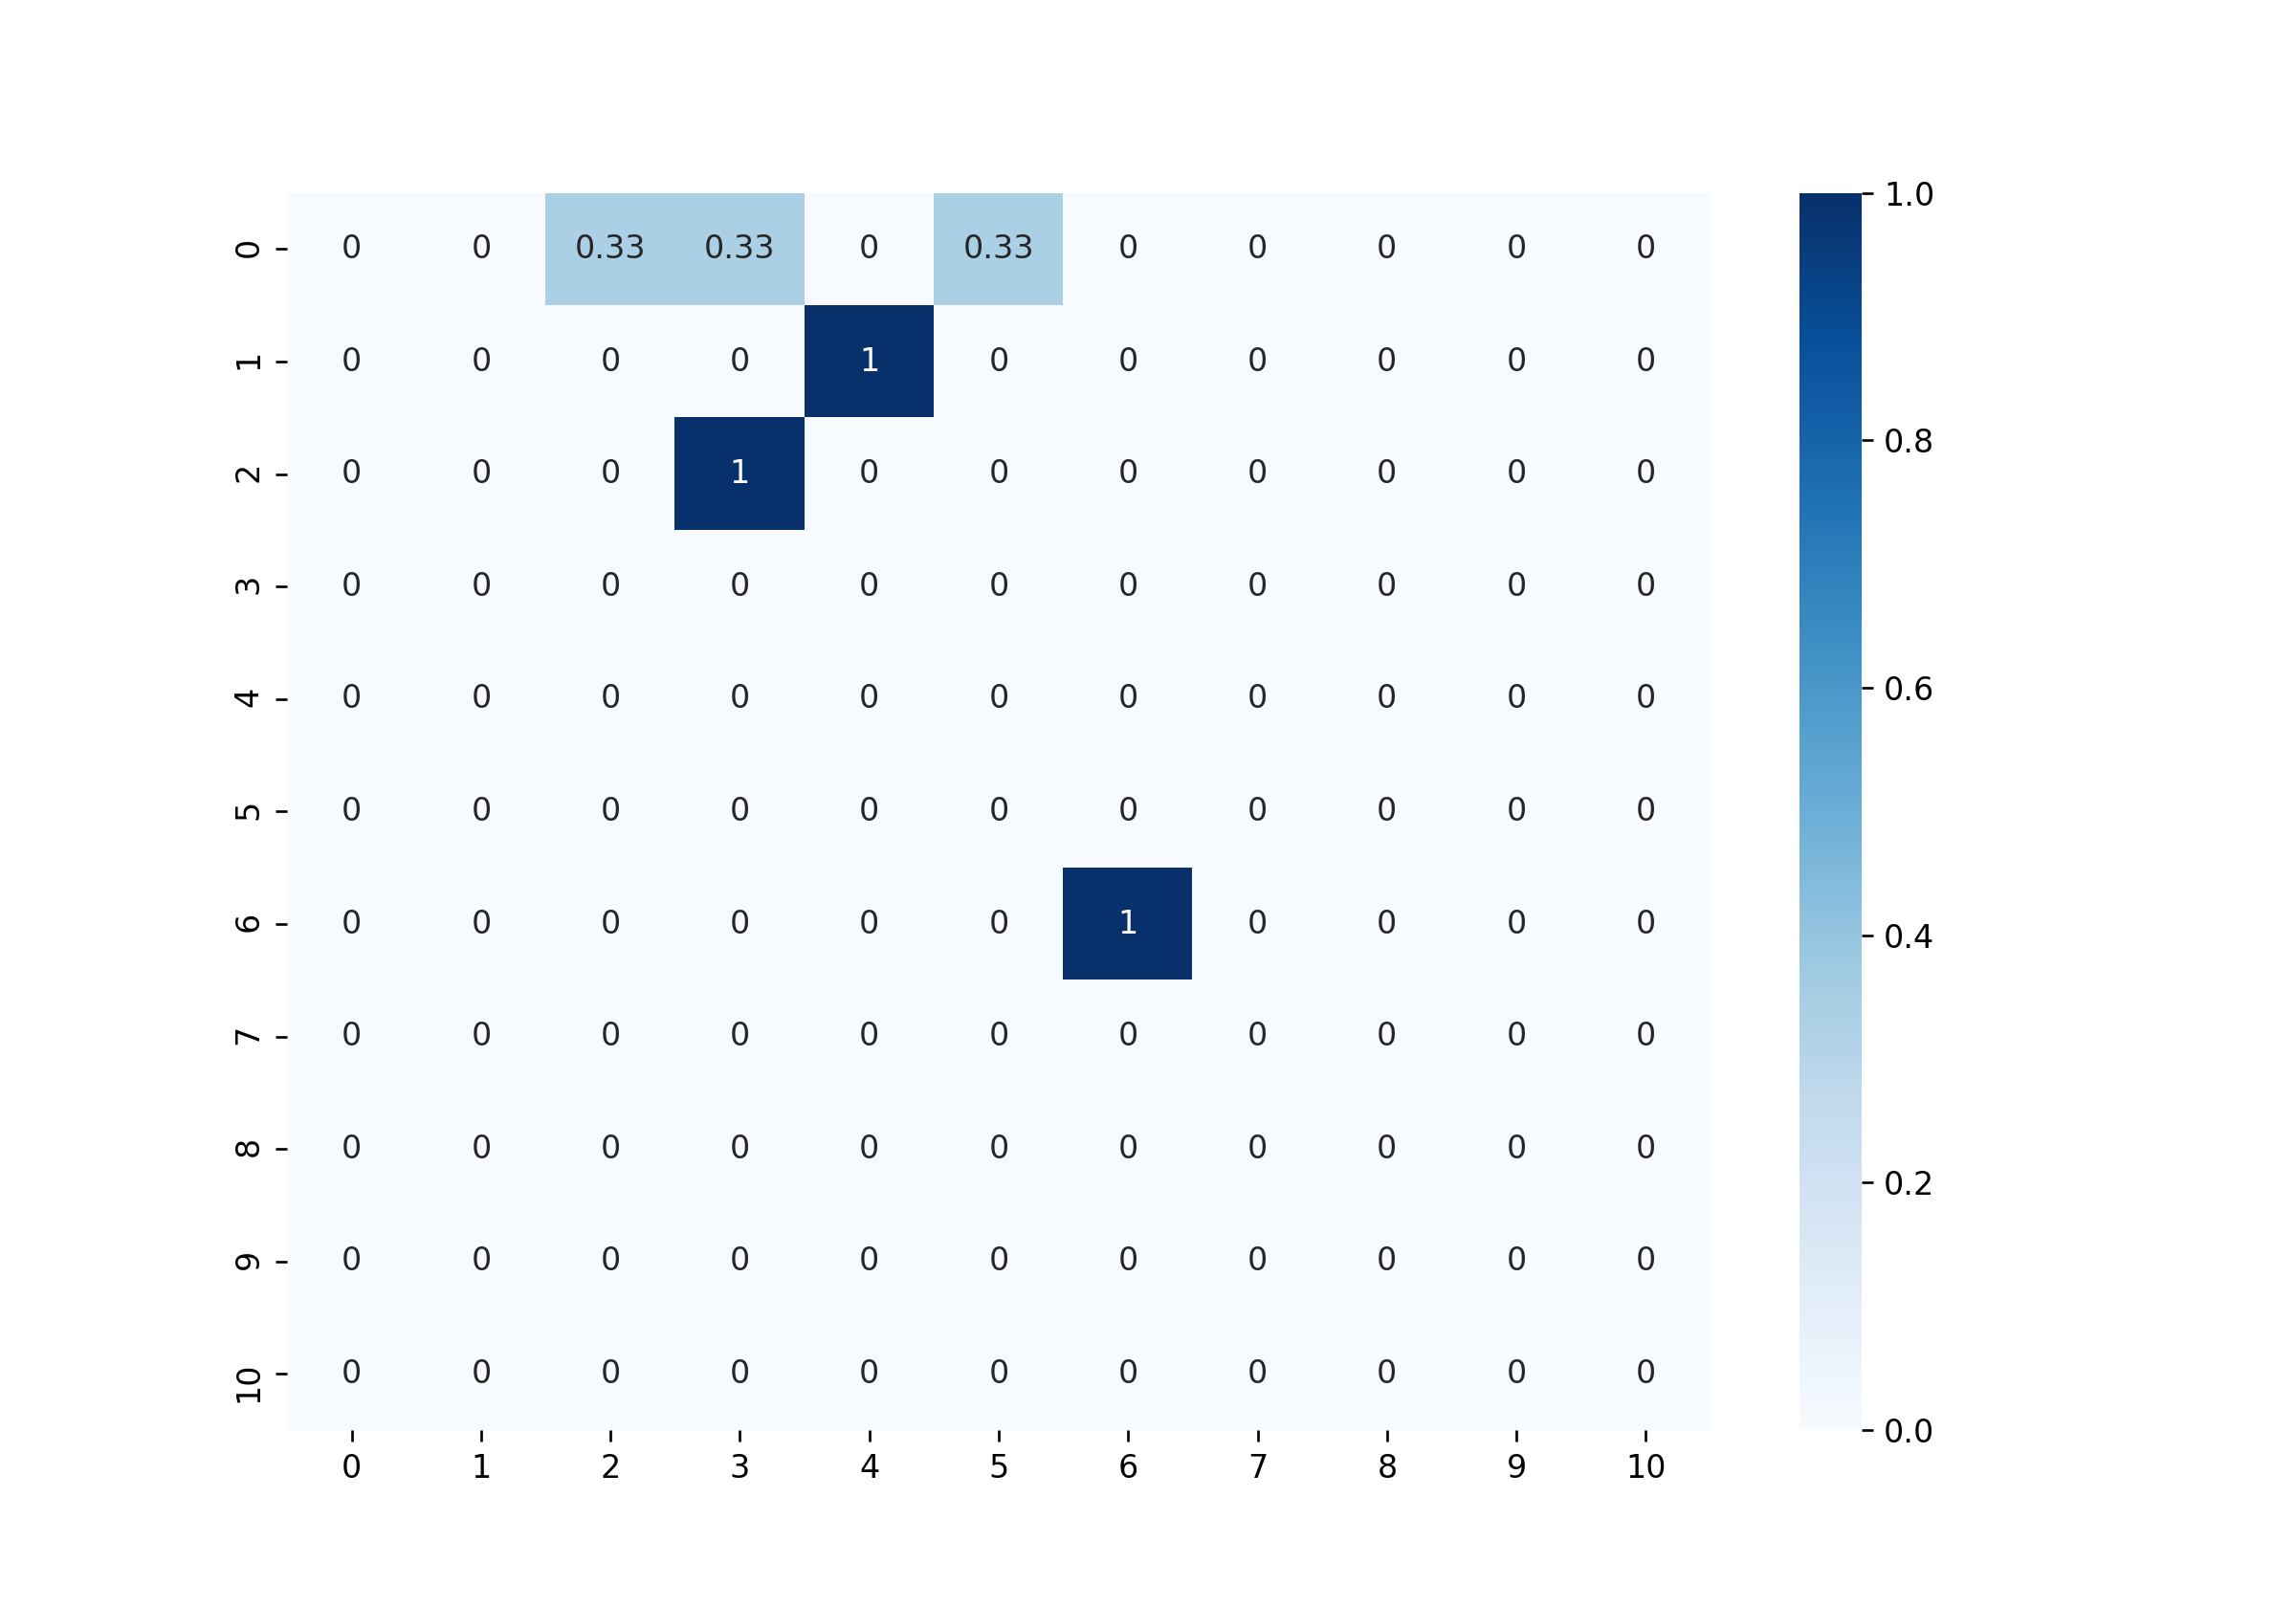 1.0
0 0 0 0.33 0.33 0 0.33 0 0 0 0 0
1 0 0 0 0 1 0 0 0 0 0 0
0.8
2 0 0 0 1 0 0 0 0 0 0 0
3 0 0 0 0 0 0 0 0 0 0 0
0.6
4 0 0 0 0 0 0 0 0 0 0 0
5 0 0 0 0 0 0 0 0 0 0 0
6 0 0 0 0 0 0 1 0 0 0 0
0.4
7 0 0 0 0 0 0 0 0 0 0 0
8 0 0 0 0 0 0 0 0 0 0 0
0.2
9 0 0 0 0 0 0 0 0 0 0 0
10 0 0 0 0 0 0 0 0 0 0 0
0.0
0 1 2 3 4 5 6 7 8 9 10